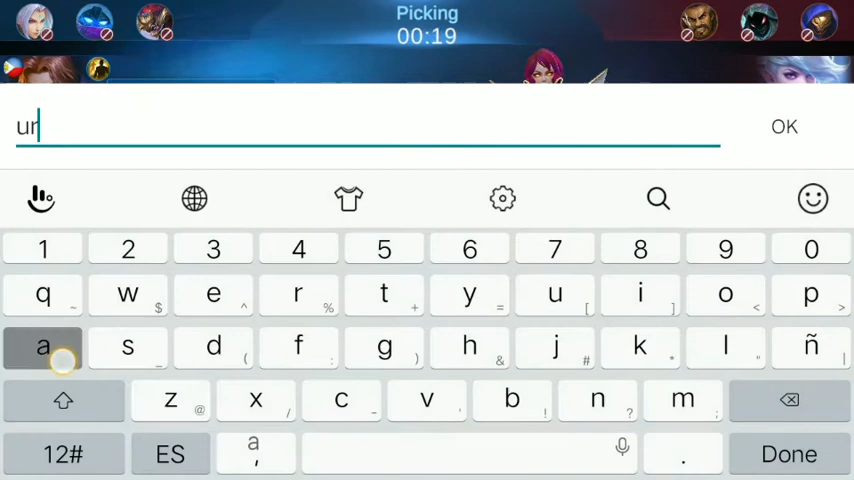 Picking
00:19
ur
OK
1 2 3 4 5 6 7 8 9 0
q ~ w $ e ^ r % t + y = u [ i ] o < p >
a s _ d ( f : g ) h & j # k * l " ñ |
z @ x / c - v ' b ! n ? m ;
12# ES a , . Done